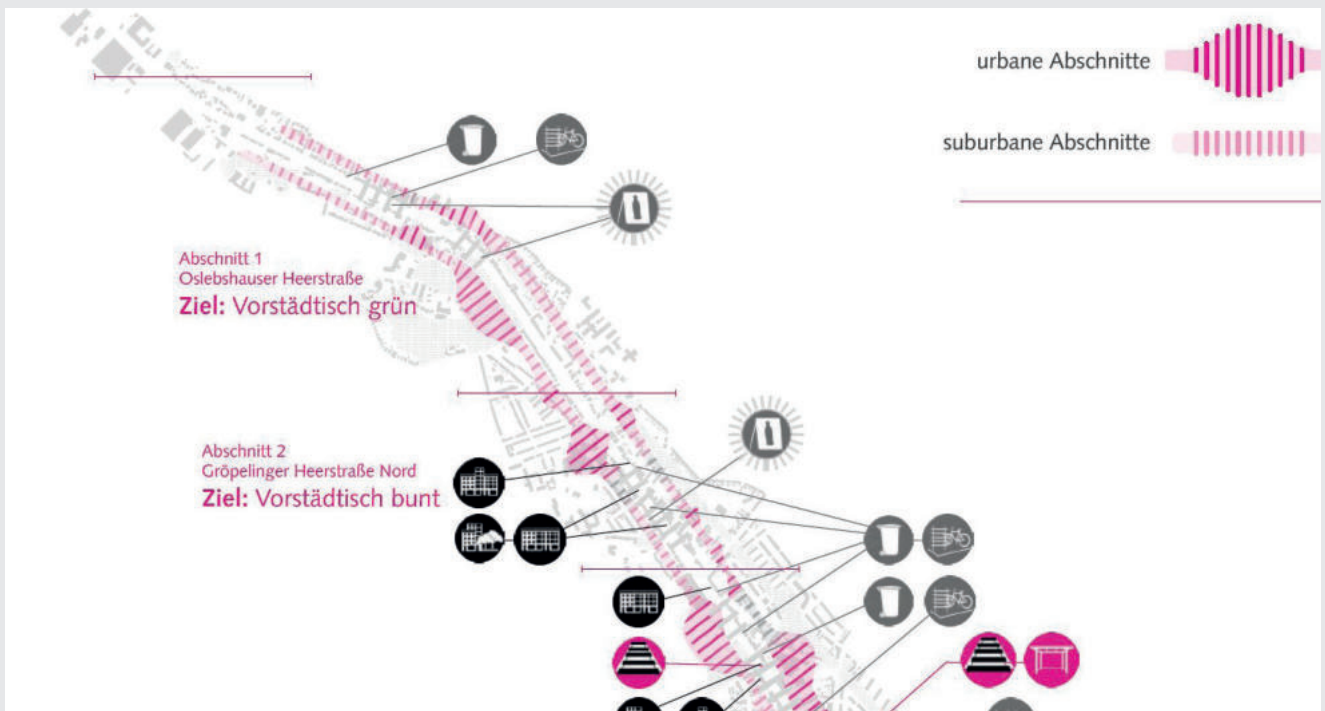 urbane Abschnitte
suburbane Abschnitte
Abschnitt 1
Oslebshauser Heerstraße
Ziel: Vorstädtisch grün
Abschnitt 2
Gröpelinger Heerstraße Nord
Ziel: Vorstädtisch bunt